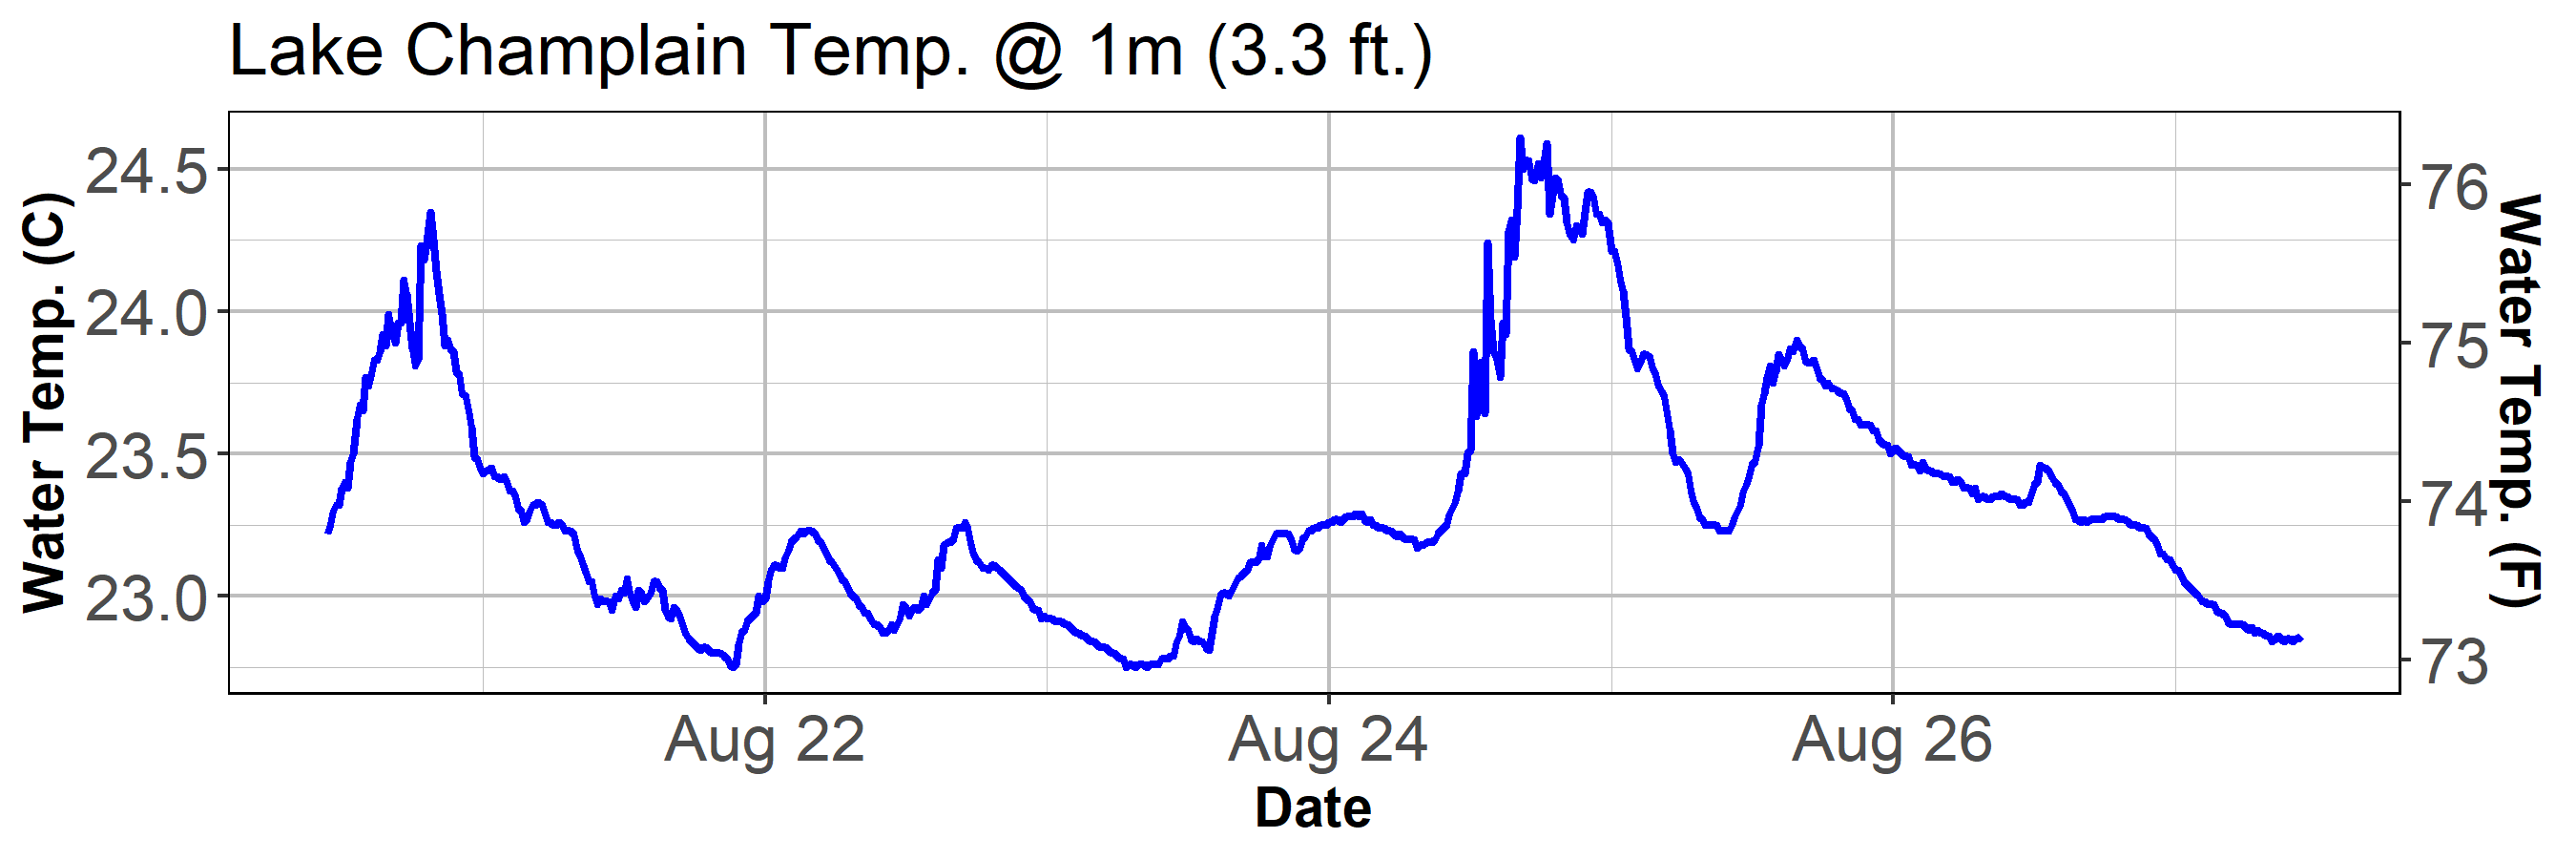 Lake Champlain Temp. @ 1m (3.3 ft.)
Water Temp. (C)
24.5
24.0
23.5
23.0
76
75
74
73
Water Temp. (F)
Aug 22
Aug 24
Aug 26
Date